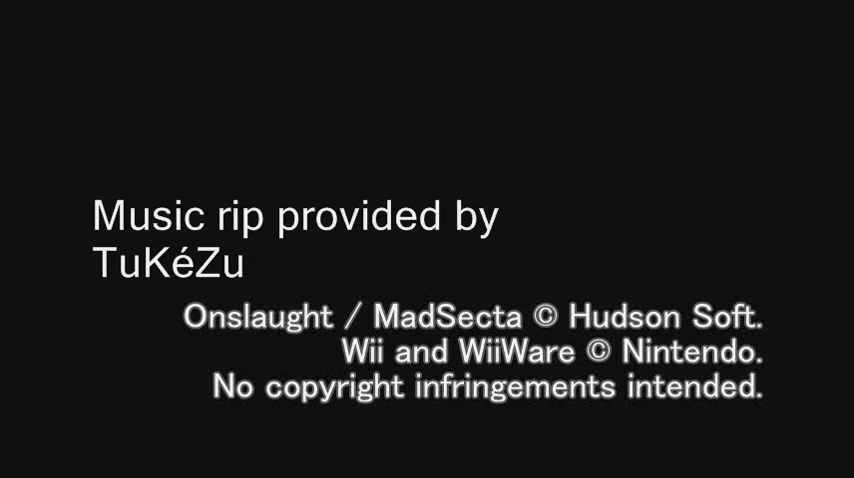 Music rip provided by
TuKéZu
Onslaught / MadSecta © Hudson Soft.
Wii and WiiWare © Nintendo.
No copyright infringements intended.